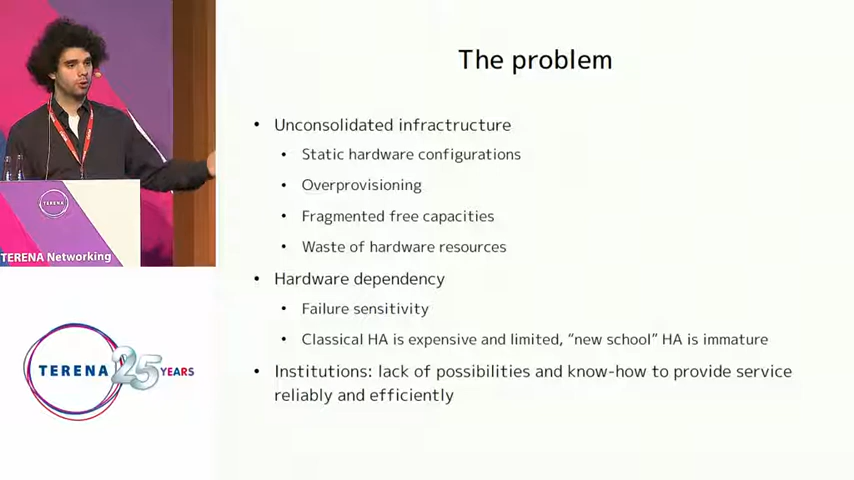 The problem
• Unconsolidated infractructure
• Static hardware configurations
• Overprovisioning
• Fragmented free capacities
• Waste of hardware resources
• Hardware dependency
• Failure sensitivity
• Classical HA is expensive and limited, “new school” HA is immature
• Institutions: lack of possibilities and know-how to provide service
reliably and efficiently
TERENA
TERENA Networking
TERENA 25 YEARS